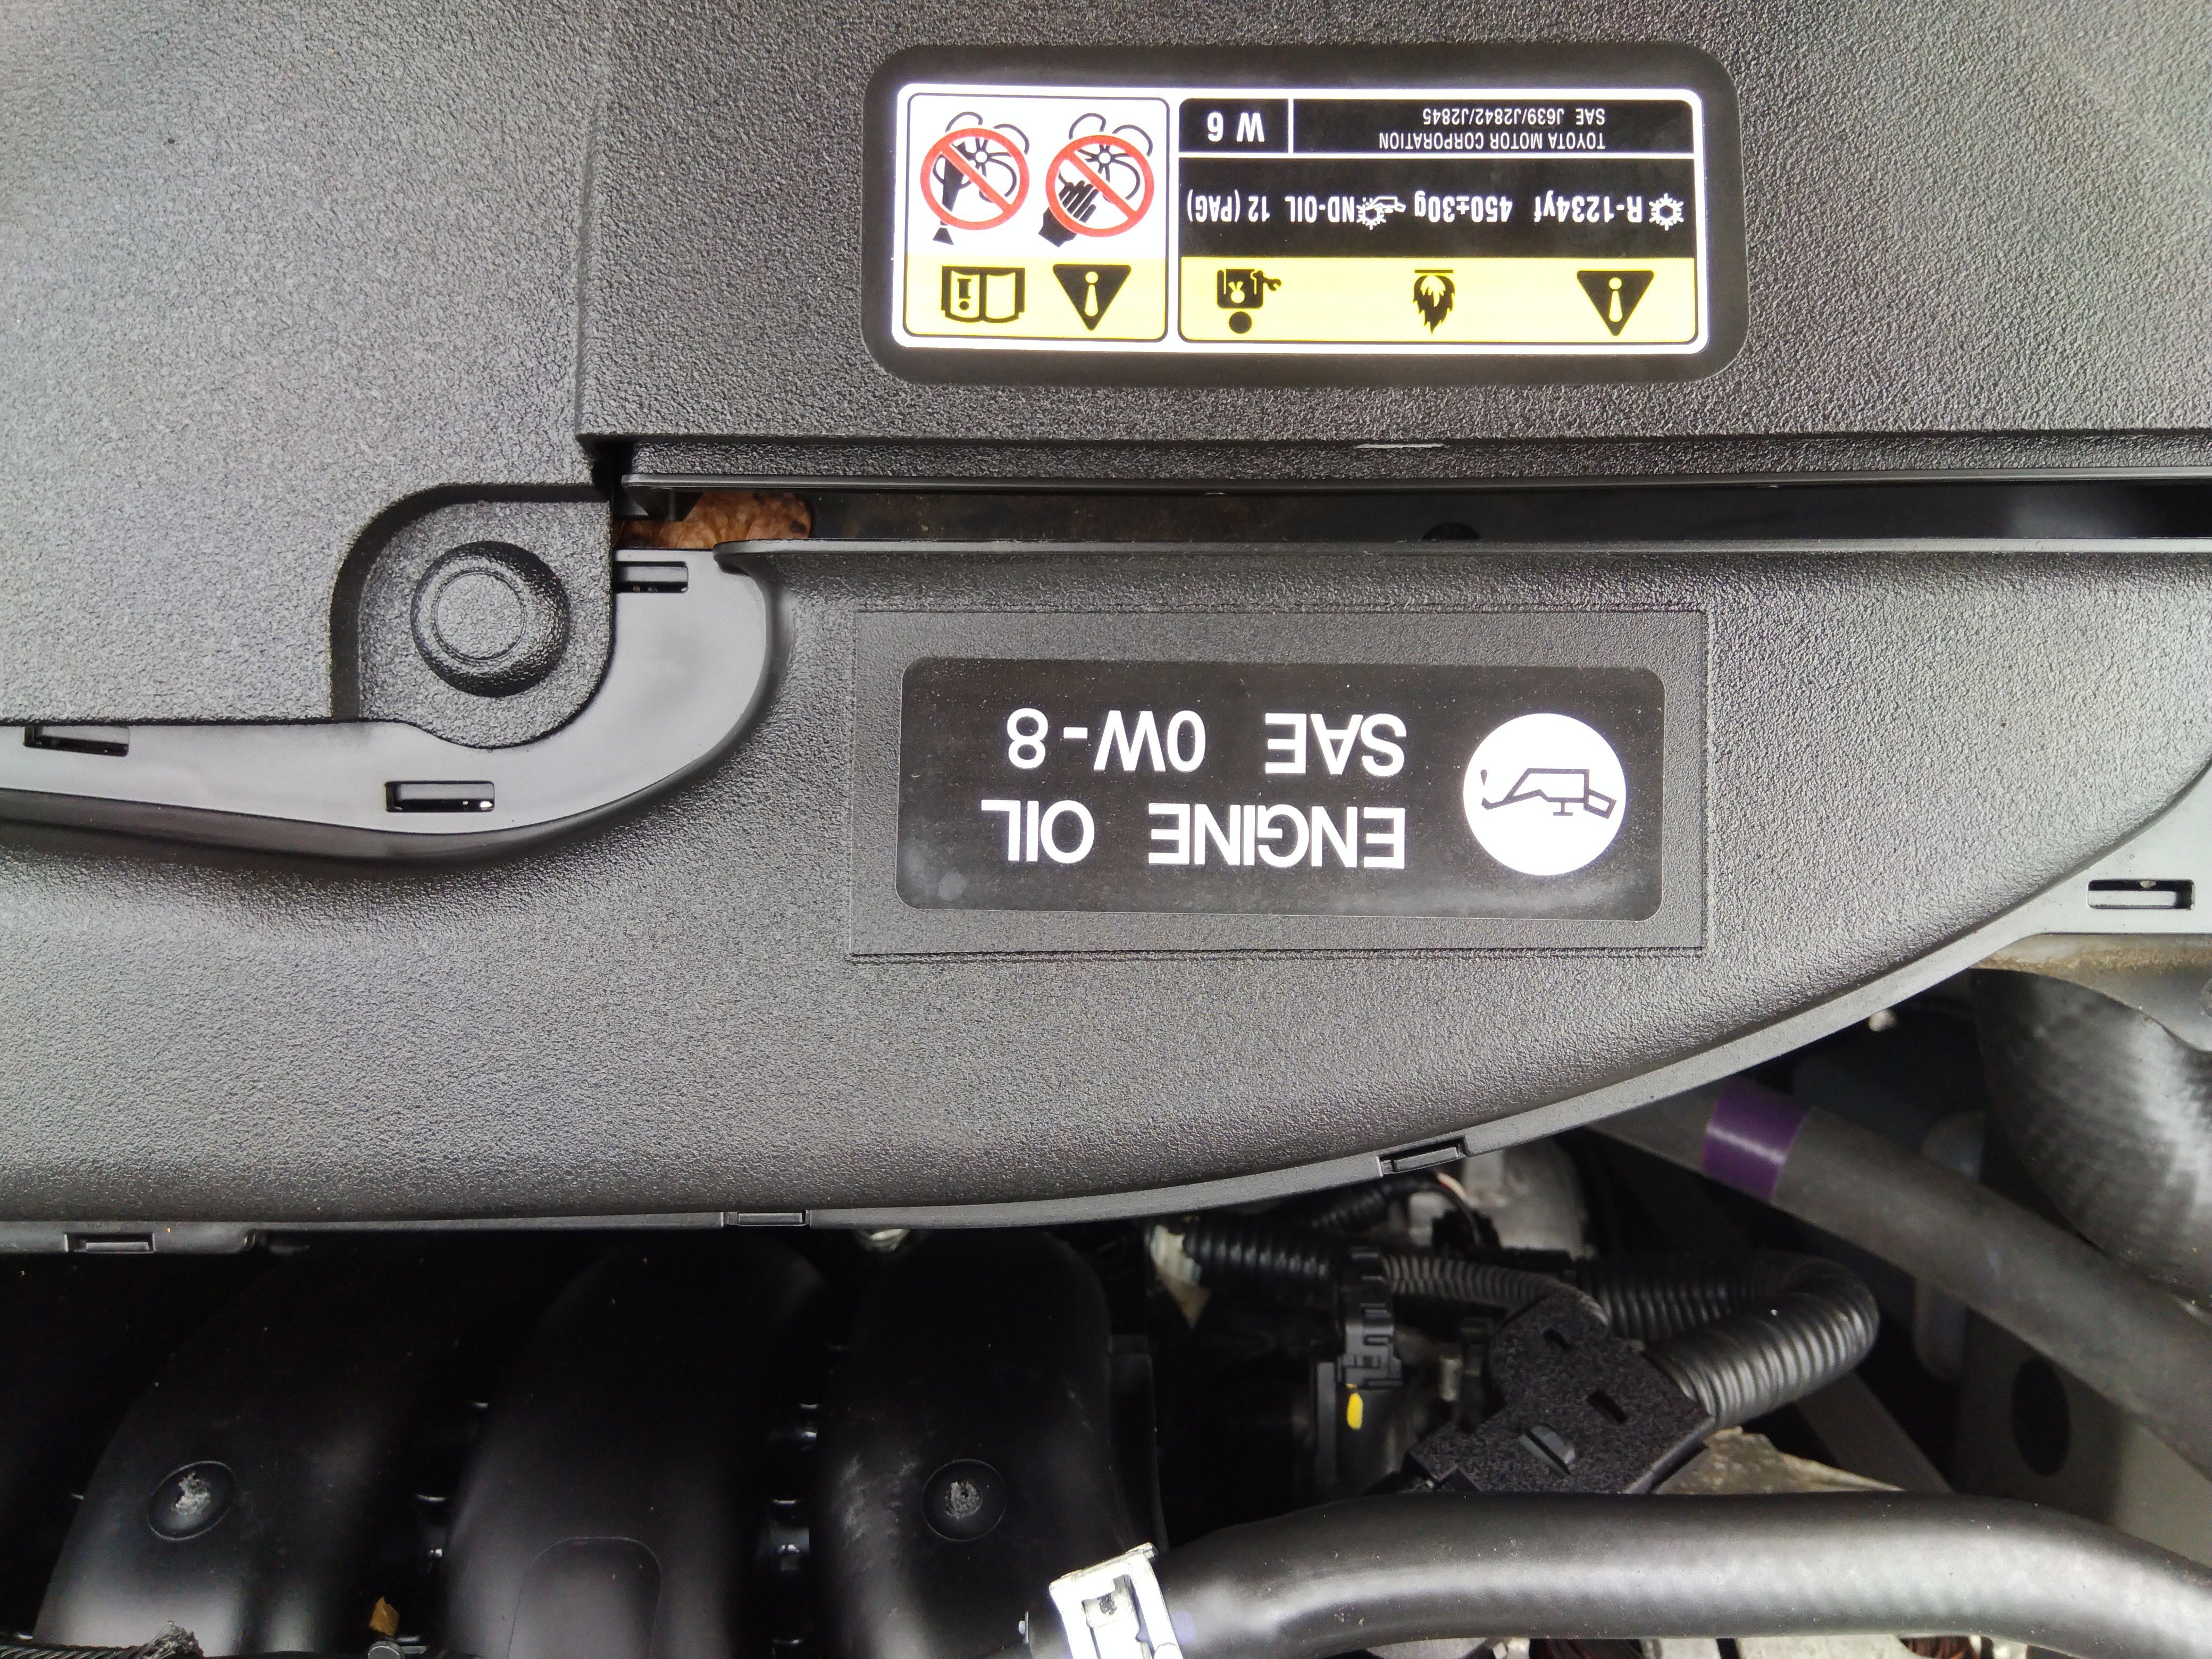 ENGINE OIL
SAE 0W-8
R-1234yf 450±30g ND-OIL 12 (PAG)
TOYOTA MOTOR CORPORATION
SAE J639/J2842/J2845
W 6